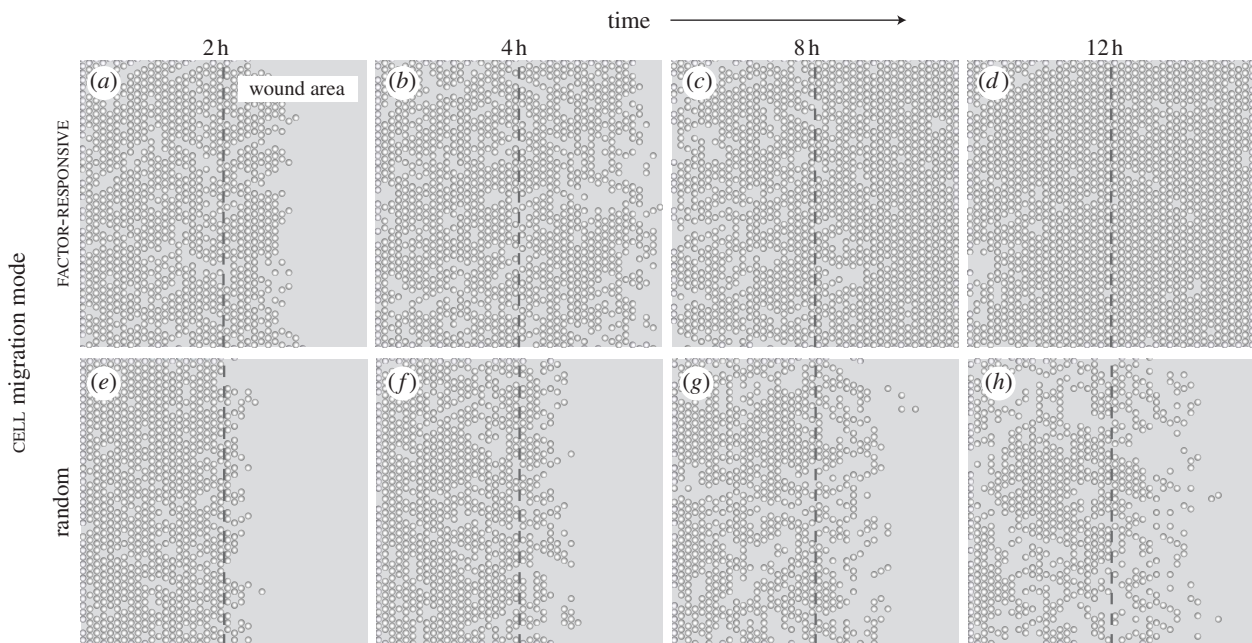 time
2 h
4 h
8 h
12 h
(a)
wound area
(b)
(c)
(d)
FACTOR-RESPONSIVE
CELL migration mode
(e)
(f)
(g)
(h)
random